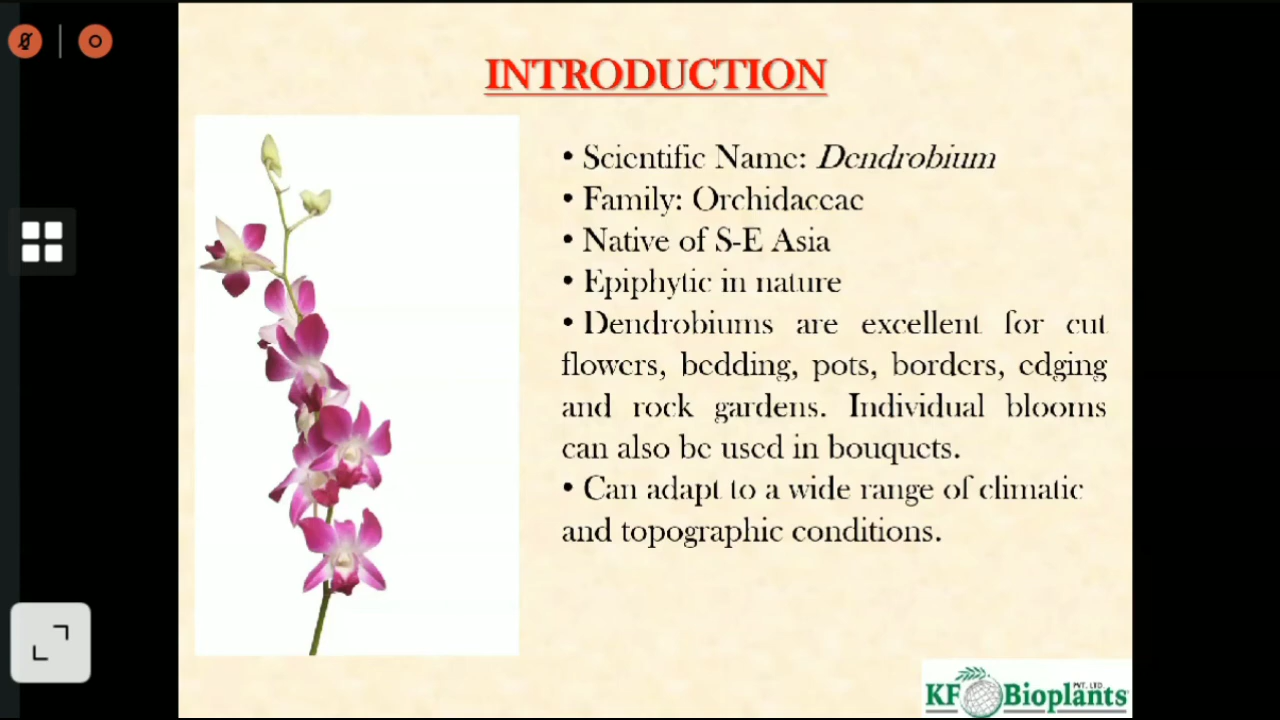 INTRODUCTION
• Scientific Name: Dendrobium
• Family: Orchidaceae
• Native of S-E Asia
• Epiphytic in nature
• Dendrobiums are excellent for cut
flowers, bedding, pots, borders, edging
and rock gardens. Individual blooms
can also be used in bouquets.
• Can adapt to a wide range of climatic
and topographic conditions.
KF Bioplants PVT. LTD.